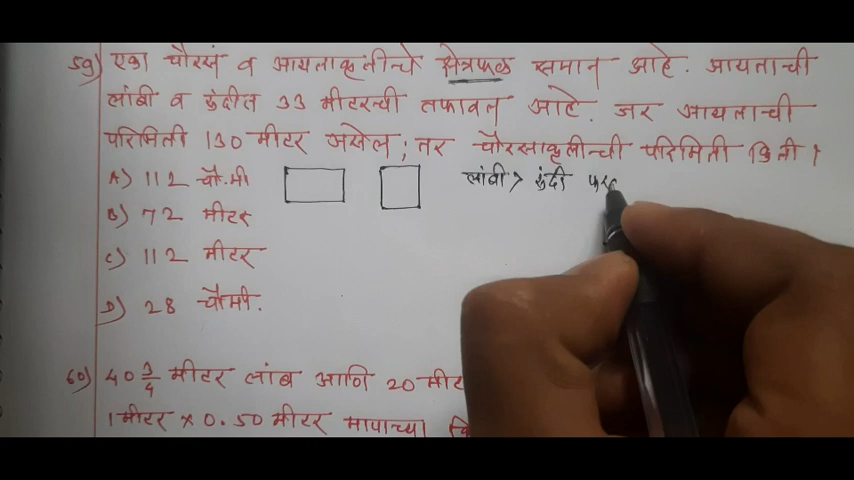 59) एका चौरस व आयताकृतीचे क्षेत्रफळ समान आहे. आयताची
लांबी व रुंदीत 33 मीटरची तफावत आहे. जर आयताची
परिमिती 130 मीटर असेल, तर चौरसाकृतीची परिमिती किती ?
A) 112 चौ.मी
लांबी > रुंदी फर
B) 72 मीटर
C) 112 मीटर
D) 28 चौ.मी.
60) 40 3/4 मीटर लांब आणि 20 मीटर
1 मीटर × 0.50 मीटर मापाच्या